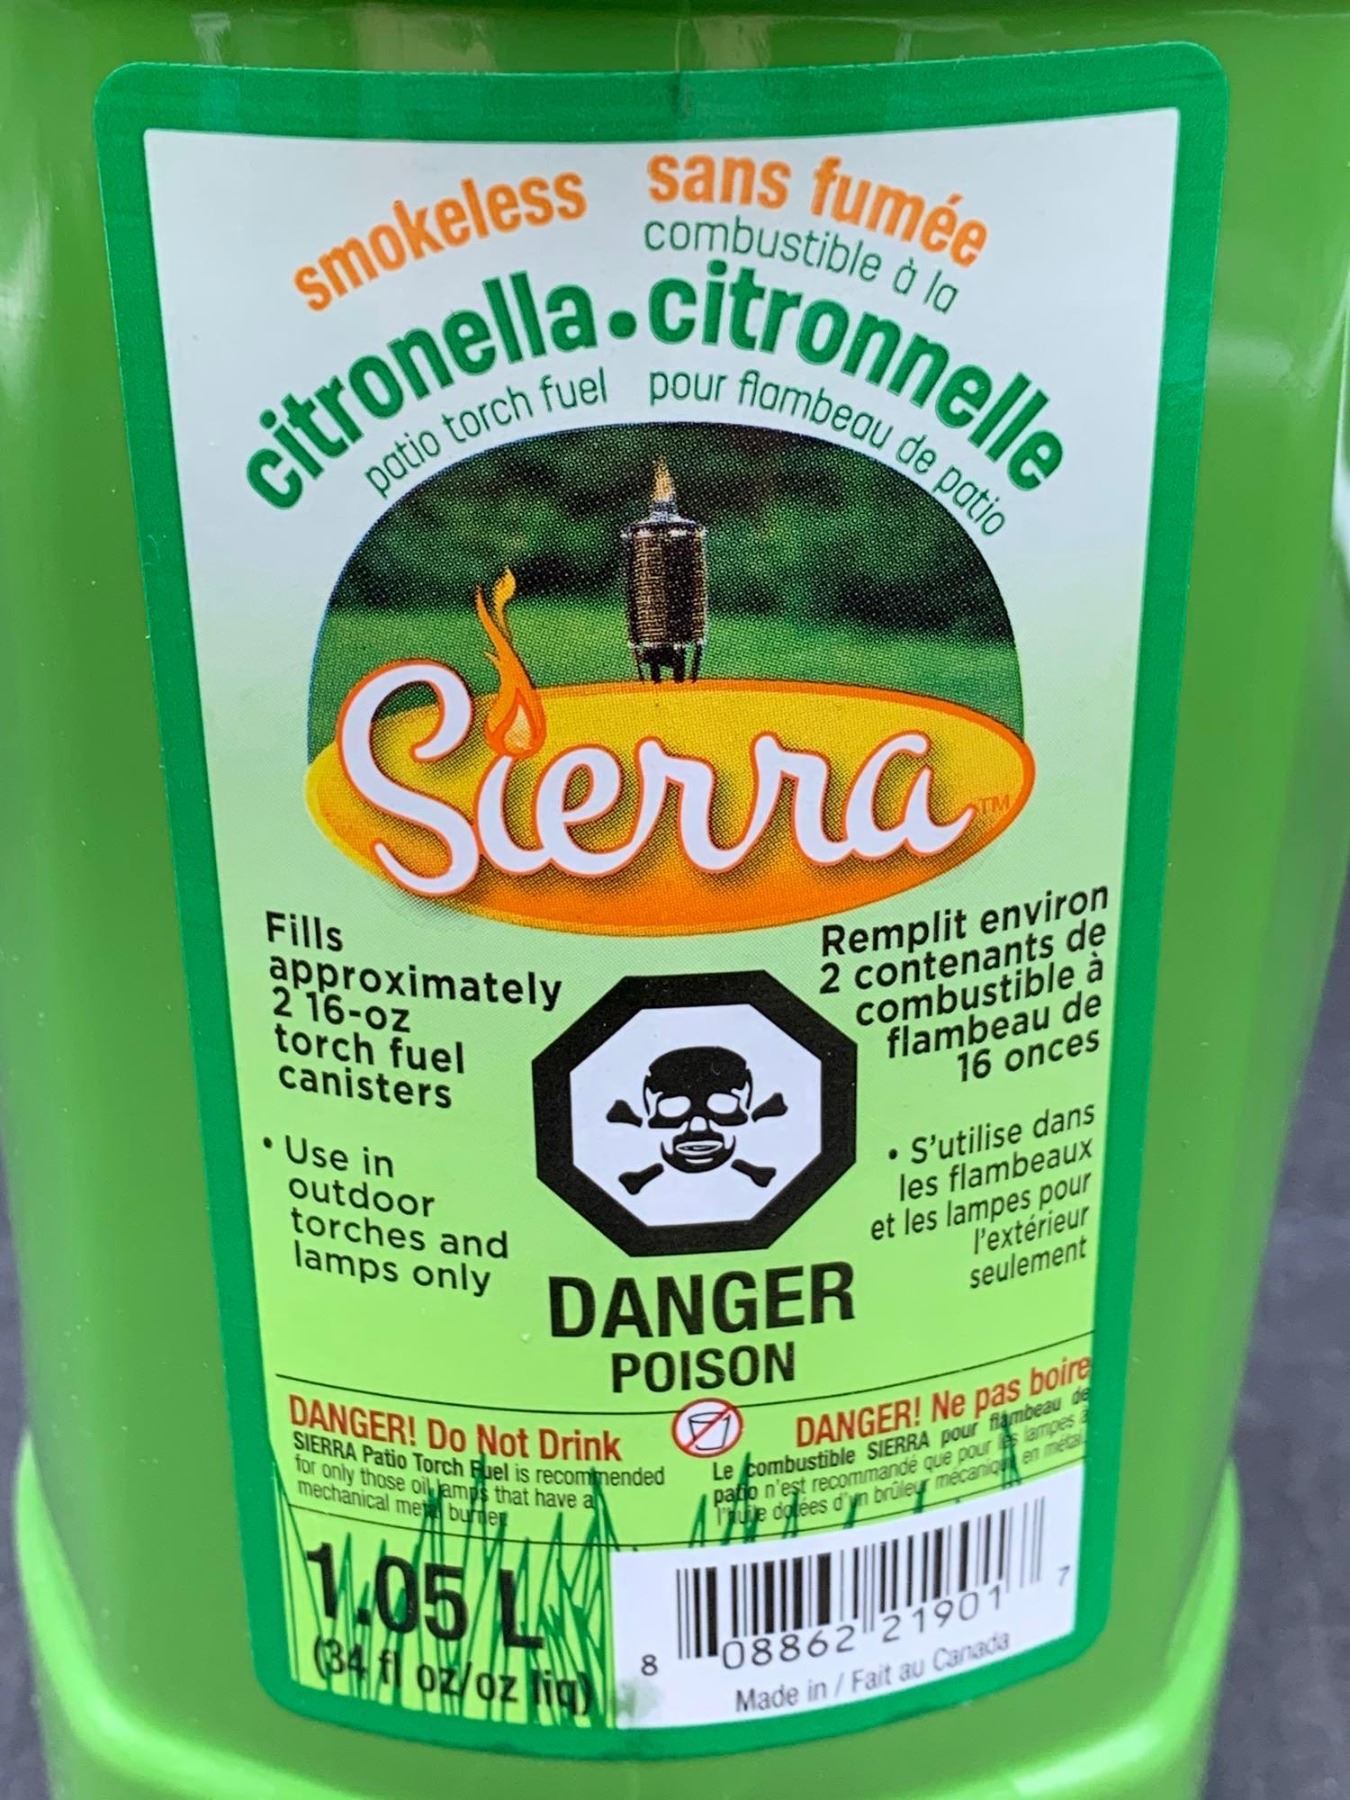 smokeless
citronella
patio torch fuel
•
sans fumée
combustible à la
citronnelle
pour flambeau de patio
Sierra™
Fills
approximately
2 16-oz
torch fuel
canisters
• Use in
outdoor
torches and
lamps only
Remplit environ
2 contenants de
combustible à
flambeau de
16 onces
• S'utilise dans
les flambeaux
et les lampes pour
l'extérieur
seulement
DANGER
POISON
DANGER! Do Not Drink
SIERRA Patio Torch Fuel is recommended
for only those oil lamps that have a
mechanical metal burner
DANGER! Ne pas boire
Le combustible SIERRA pour flambeau de
patio n'est recommandé que pour les lampes à
l'huile dotées d'un brûleur mécanique en métal.
1.05 L
(34 fl oz/oz liq)
8 08862 21901 7
Made in / Fait au Canada